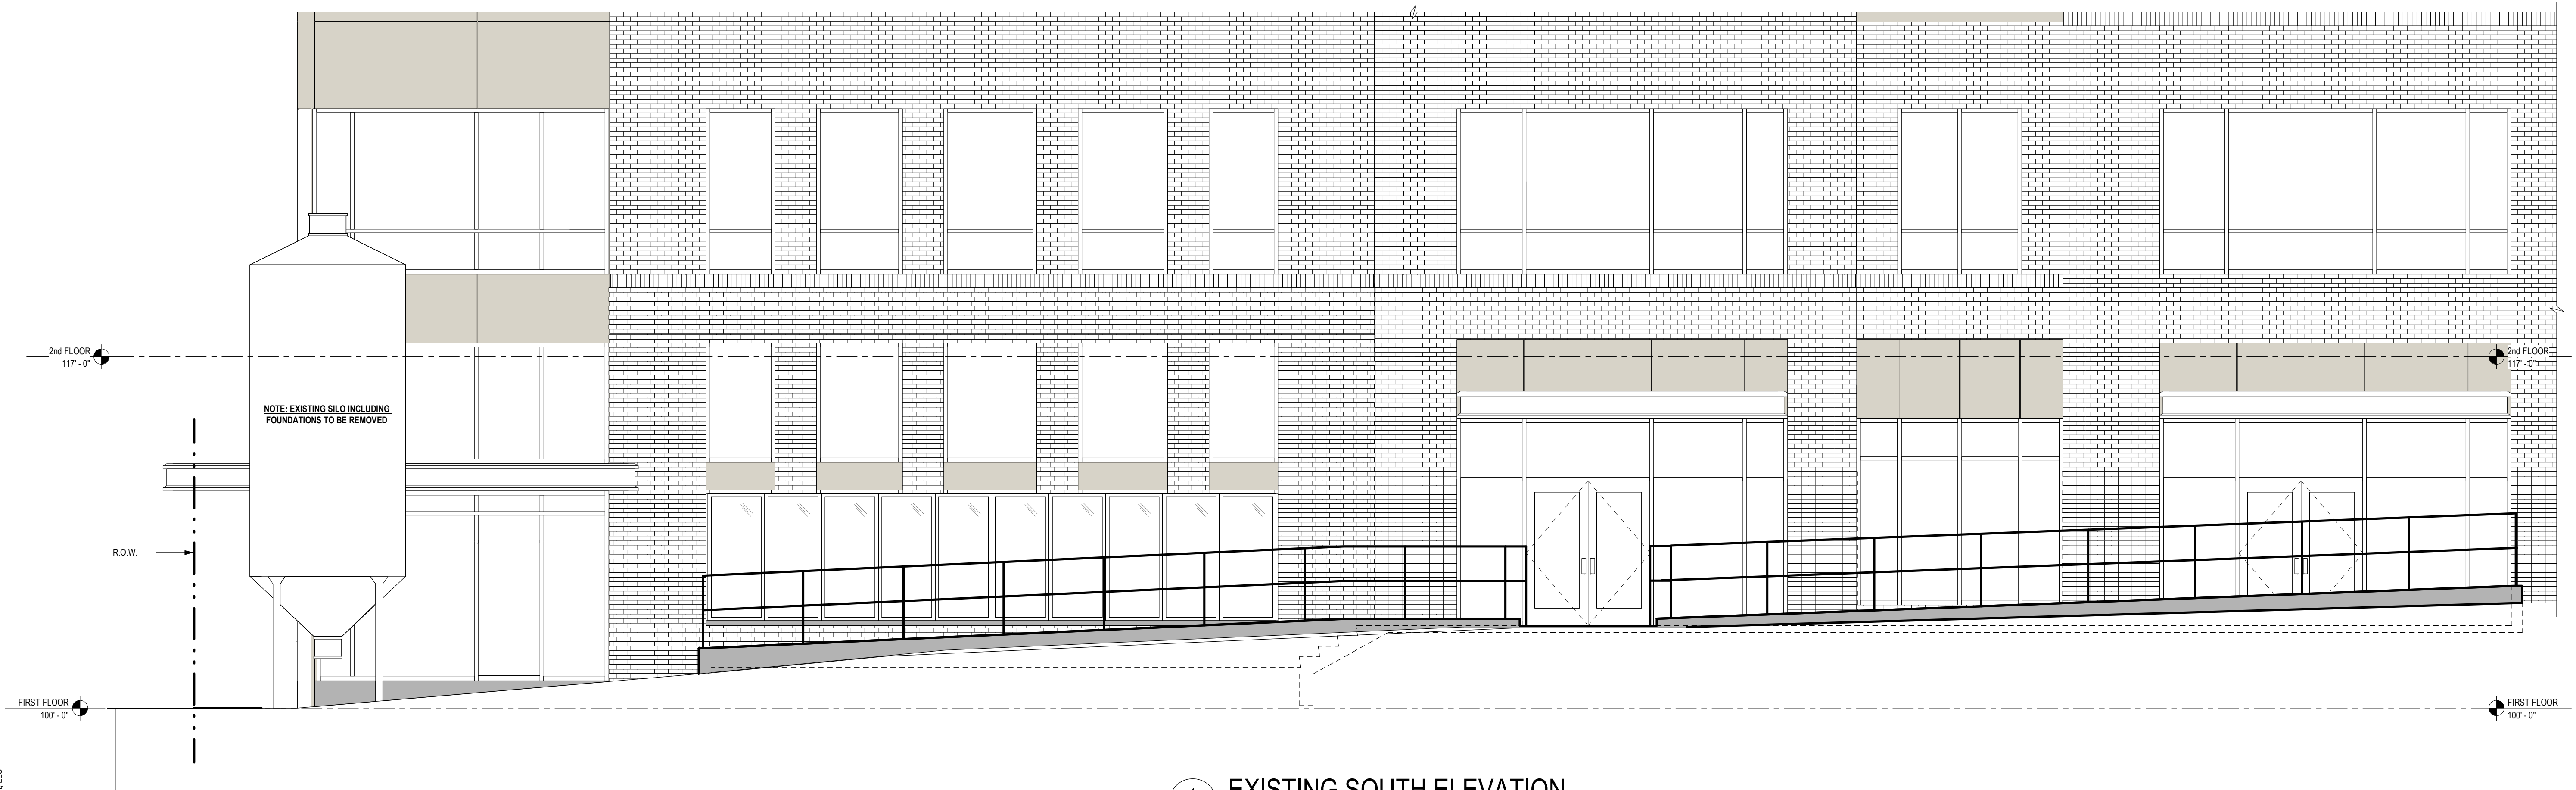 2nd FLOOR
117' - 0"
2nd FLOOR
117' - 0"
NOTE: EXISTING SILO INCLUDING
FOUNDATIONS TO BE REMOVED
R.O.W.
FIRST FLOOR
100' - 0"
FIRST FLOOR
100' - 0"
EXISTING SOUTH ELEVATION